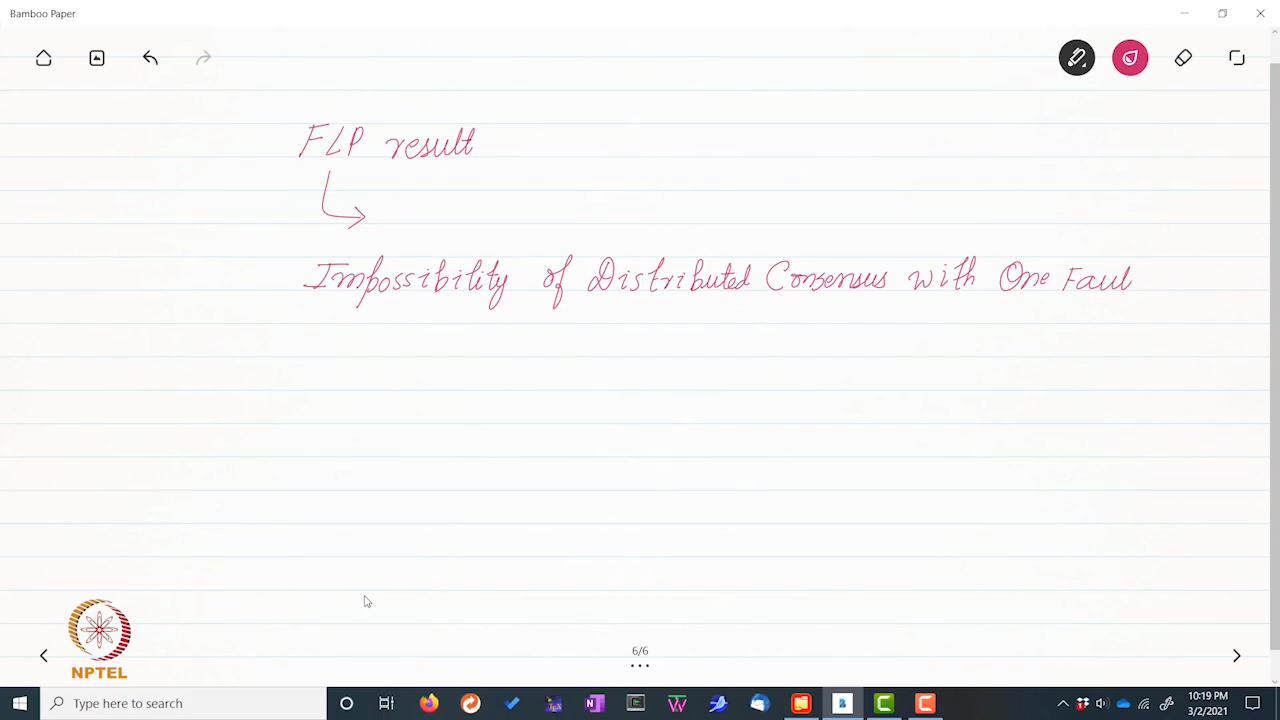 Bamboo Paper
FLP result
Impossibility of Distributed Consensus with One Faul
6/6
NPTEL
Type here to search
10:19 PM
3/2/2021